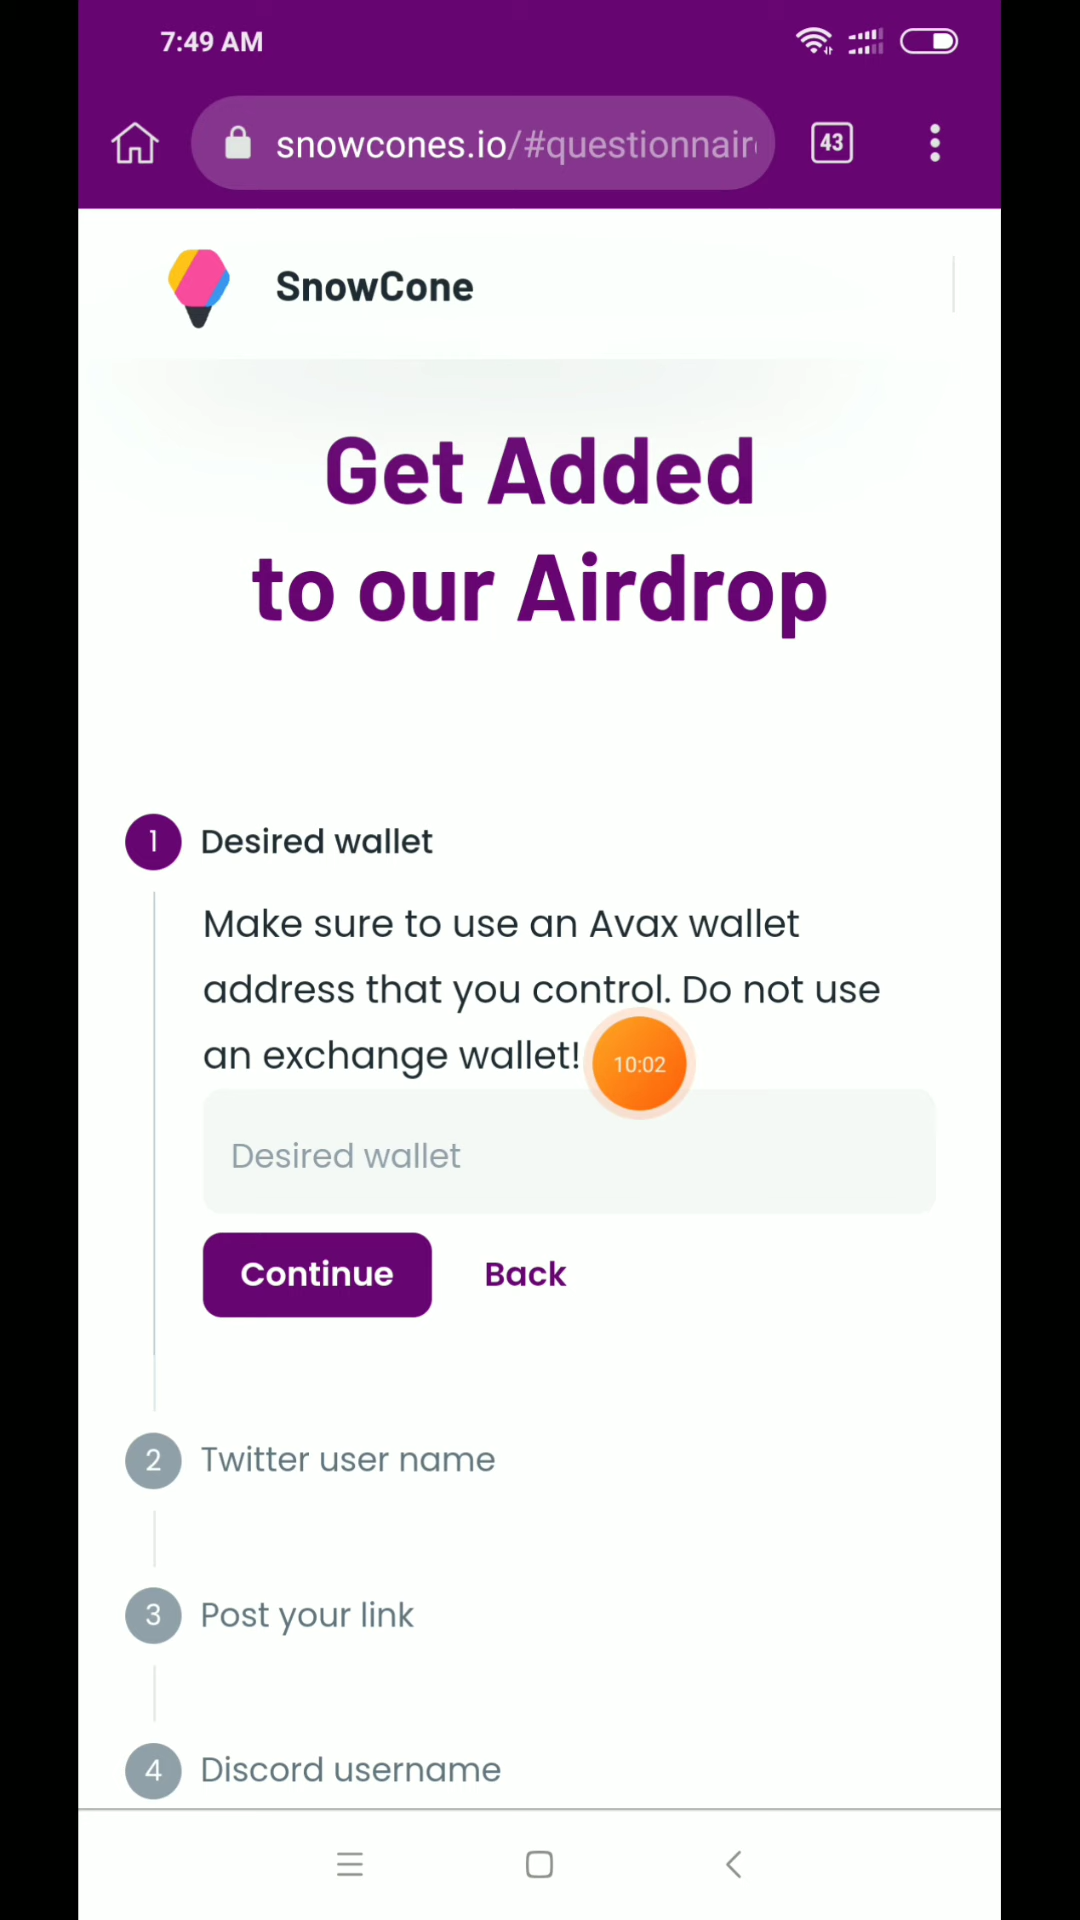 7:49 AM
snowcones.io/#questionnair
43
SnowCone
Get Added
to our Airdrop
1 Desired wallet
Make sure to use an Avax wallet
address that you control. Do not use
an exchange wallet!
10:02
Desired wallet
Continue Back
2 Twitter user name
3 Post your link
4 Discord username